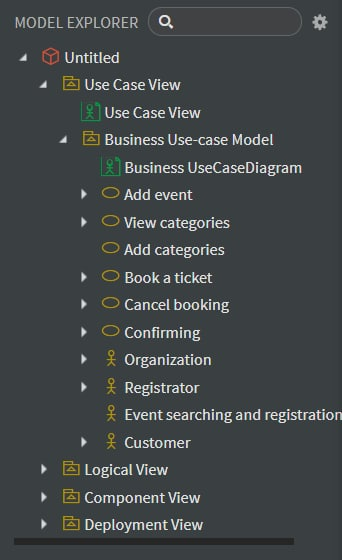 MODEL EXPLORER
Untitled
Use Case View
Use Case View
Business Use-case Model
Business UseCaseDiagram
Add event
View categories
Add categories
Book a ticket
Cancel booking
Confirming
Organization
Registrator
Event searching and registration
Customer
Logical View
Component View
Deployment View